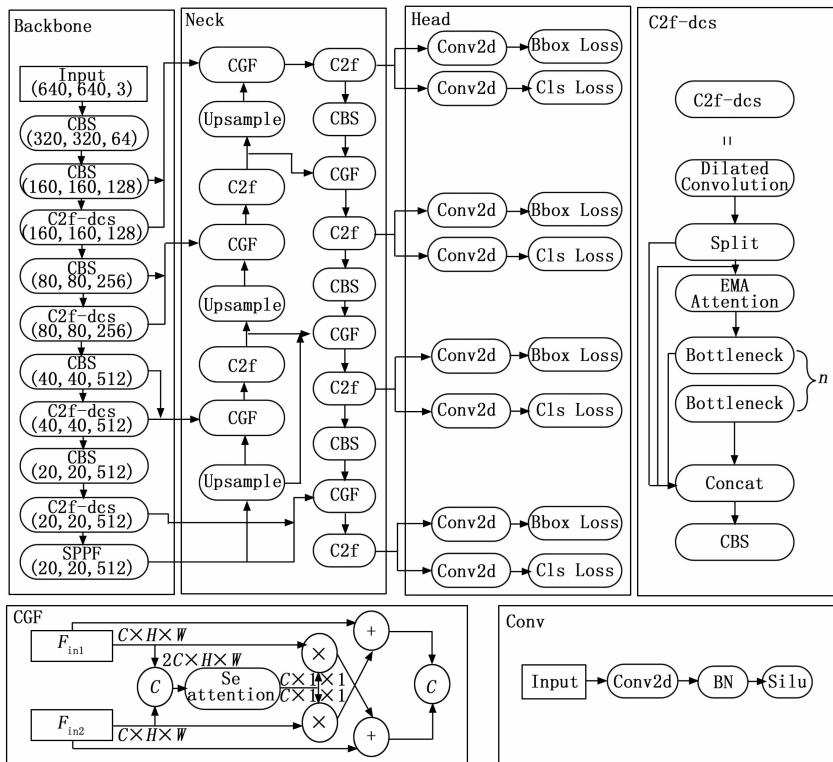 Backbone
Input
(640, 640, 3)
CBS
(320, 320, 64)
CBS
(160, 160, 128)
C2f-dcs
(160, 160, 128)
CBS
(80, 80, 256)
C2f-dcs
(80, 80, 256)
CBS
(40, 40, 512)
C2f-dcs
(40, 40, 512)
CBS
(20, 20, 512)
C2f-dcs
(20, 20, 512)
SPPF
(20, 20, 512)
Neck
CGF
Upsample
C2f
CGF
Upsample
C2f
CGF
Upsample
C2f
CBS
CGF
C2f
CBS
CGF
C2f
CBS
CGF
C2f
Head
Conv2d
Bbox Loss
Conv2d
Cls Loss
Conv2d
Bbox Loss
Conv2d
Cls Loss
Conv2d
Bbox Loss
Conv2d
Cls Loss
Conv2d
Bbox Loss
Conv2d
Cls Loss
C2f-dcs
C2f-dcs
=
Dilated
Convolution
Split
EMA
Attention
Bottleneck
n
Bottleneck
Concat
CBS
CGF
Fin1
C×H×W
2C×H×W
C
Se
attention
C×1×1
C×1×1
×
×
+
+
C
Fin2
C×H×W
Conv
Input
Conv2d
BN
Silu